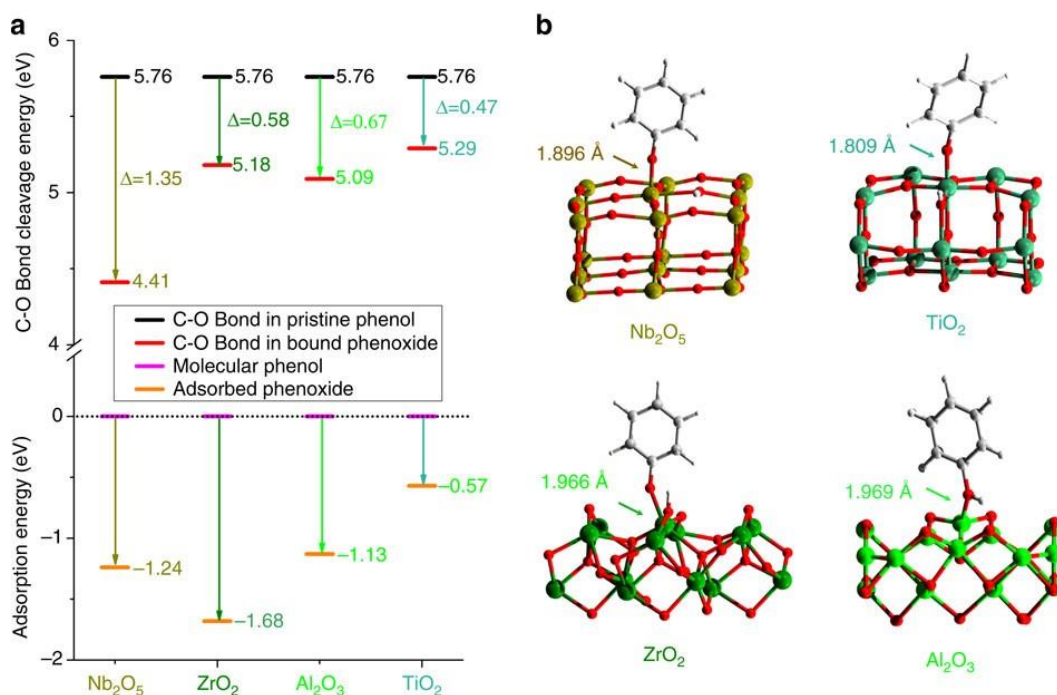 a
C-O Bond cleavage energy (eV)
6
5
4
5.76
5.76
5.76
5.76
Δ=1.35
Δ=0.58
Δ=0.67
Δ=0.47
4.41
5.18
5.09
5.29
C-O Bond in pristine phenol
C-O Bond in bound phenoxide
Molecular phenol
Adsorbed phenoxide
Adsorption energy (eV)
0
−1
−2
−1.24
−1.68
−1.13
−0.57
Nb₂O₅ ZrO₂ Al₂O₃ TiO₂
b
1.896 Å
Nb₂O₅
1.809 Å
TiO₂
1.966 Å
ZrO₂
1.969 Å
Al₂O₃